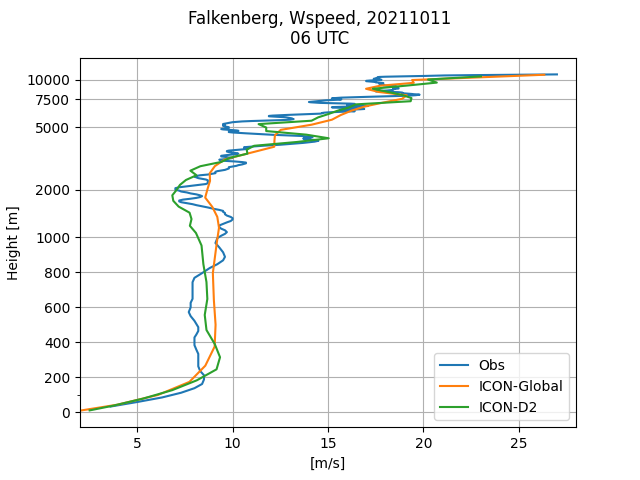 Falkenberg, Wspeed, 20211011
06 UTC
10000
7500
5000
2000
1000
800
600
400
200
0
Height [m]
5
10
15
20
25
[m/s]
Obs
ICON-Global
ICON-D2